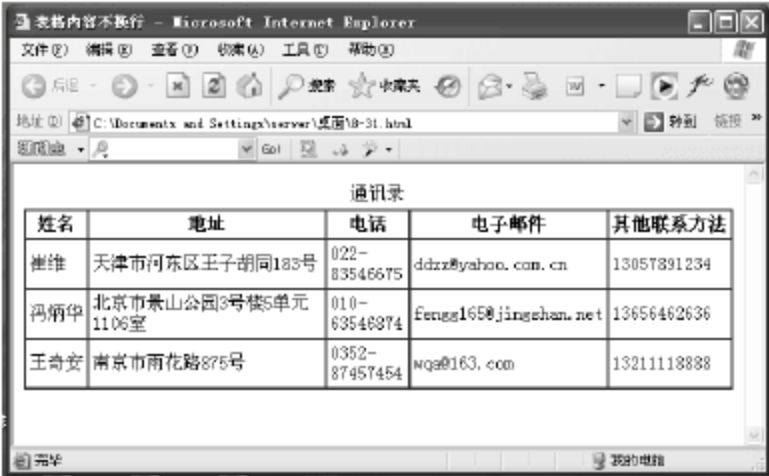 表格内容不换行 - Microsoft Internet Explorer
文件(F) 编辑(E) 查看(V) 收藏(A) 工具(T) 帮助(H)
后退 搜索 收藏夹
地址(D) C:\Documents and Settings\server\桌面\8-31.html 转到 链接 »
Go!
通讯录
姓名 地址 电话 电子邮件 其他联系方法
崔维 天津市河东区王子胡同183号 022-83546675 ddzx@yahoo.com.cn 13057891234
冯炳华 北京市景山公园3号楼5单元1106室 010-63546874 fengg165@jingshan.net 13656462636
王奇安 南京市雨花路875号 0352-87457454 wqa@163.com 13211118888
完毕 我的电脑